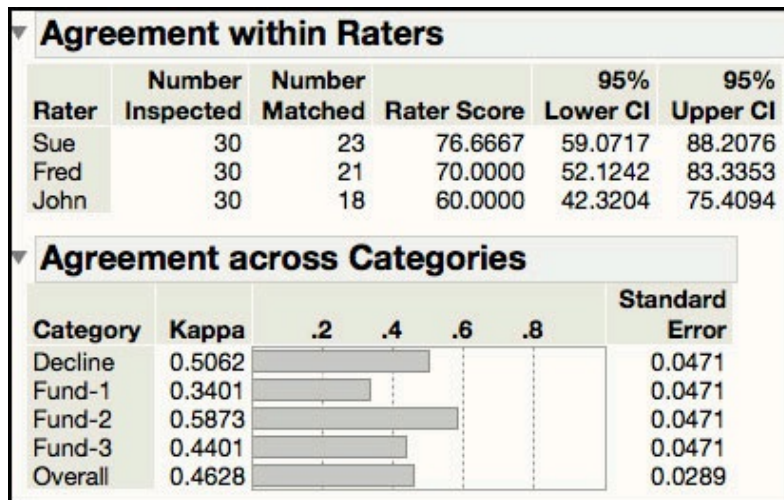 Agreement within Raters
Number Number 95% 95%
Rater Inspected Matched Rater Score Lower CI Upper CI
Sue 30 23 76.6667 59.0717 88.2076
Fred 30 21 70.0000 52.1242 83.3353
John 30 18 60.0000 42.3204 75.4094
Agreement across Categories
Standard
Category Kappa .2 .4 .6 .8 Error
Decline 0.5062 0.0471
Fund-1 0.3401 0.0471
Fund-2 0.5873 0.0471
Fund-3 0.4401 0.0471
Overall 0.4628 0.0289